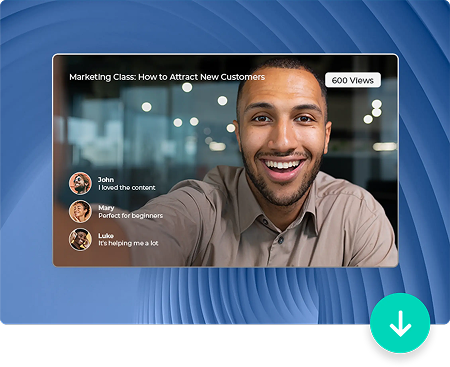 Marketing Class: How to Attract New Customers
600 Views
John
I loved the content
Mary
Perfect for beginners
Luke
It's helping me a lot